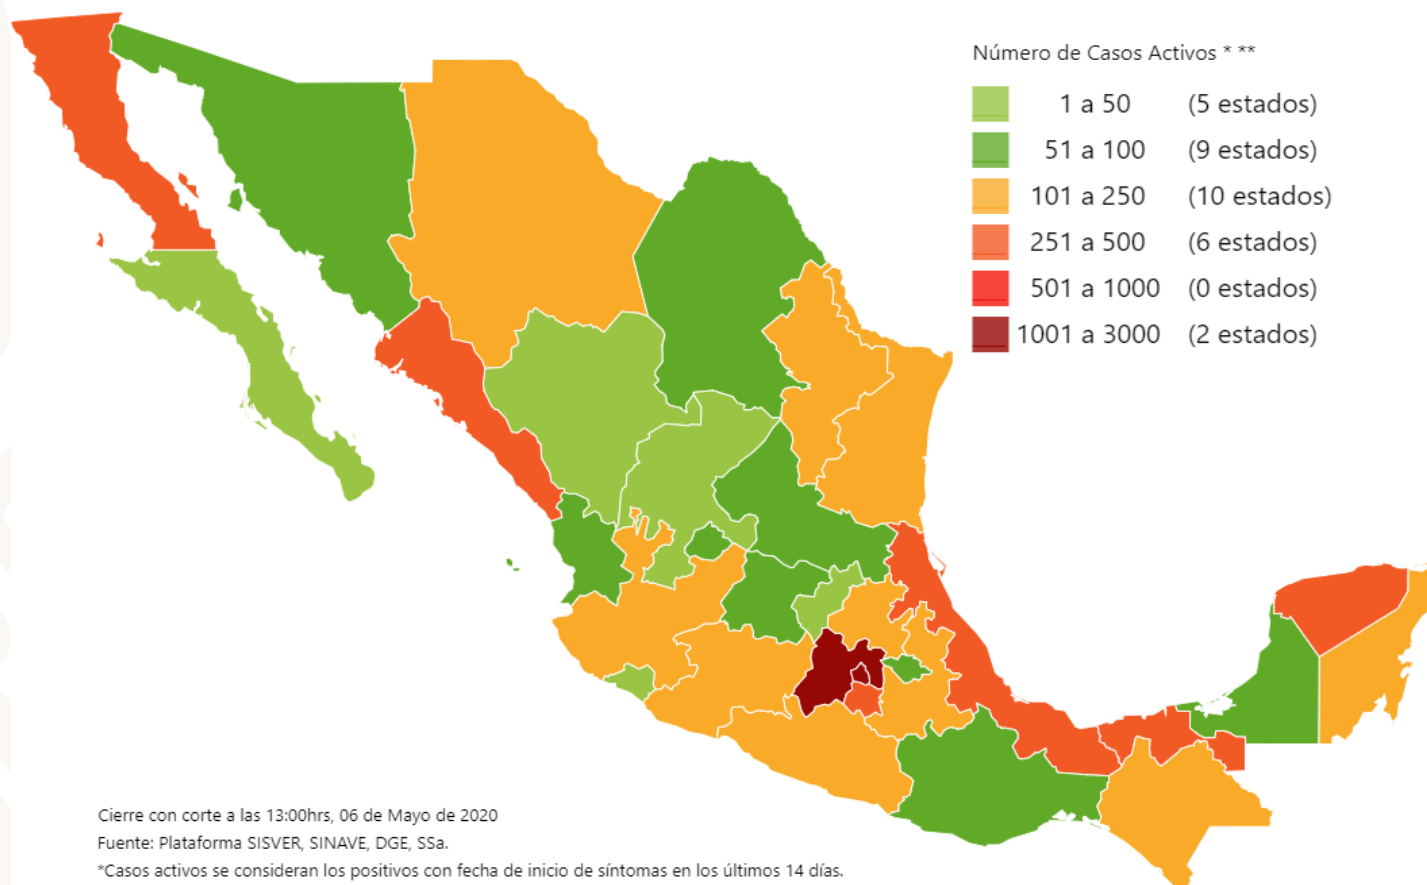 Número de Casos Activos * **
1 a 50 (5 estados)
51 a 100 (9 estados)
101 a 250 (10 estados)
251 a 500 (6 estados)
501 a 1000 (0 estados)
1001 a 3000 (2 estados)
Cierre con corte a las 13:00hrs, 06 de Mayo de 2020
Fuente: Plataforma SISVER, SINAVE, DGE, SSa.
*Casos activos se consideran los positivos con fecha de inicio de síntomas en los últimos 14 días.